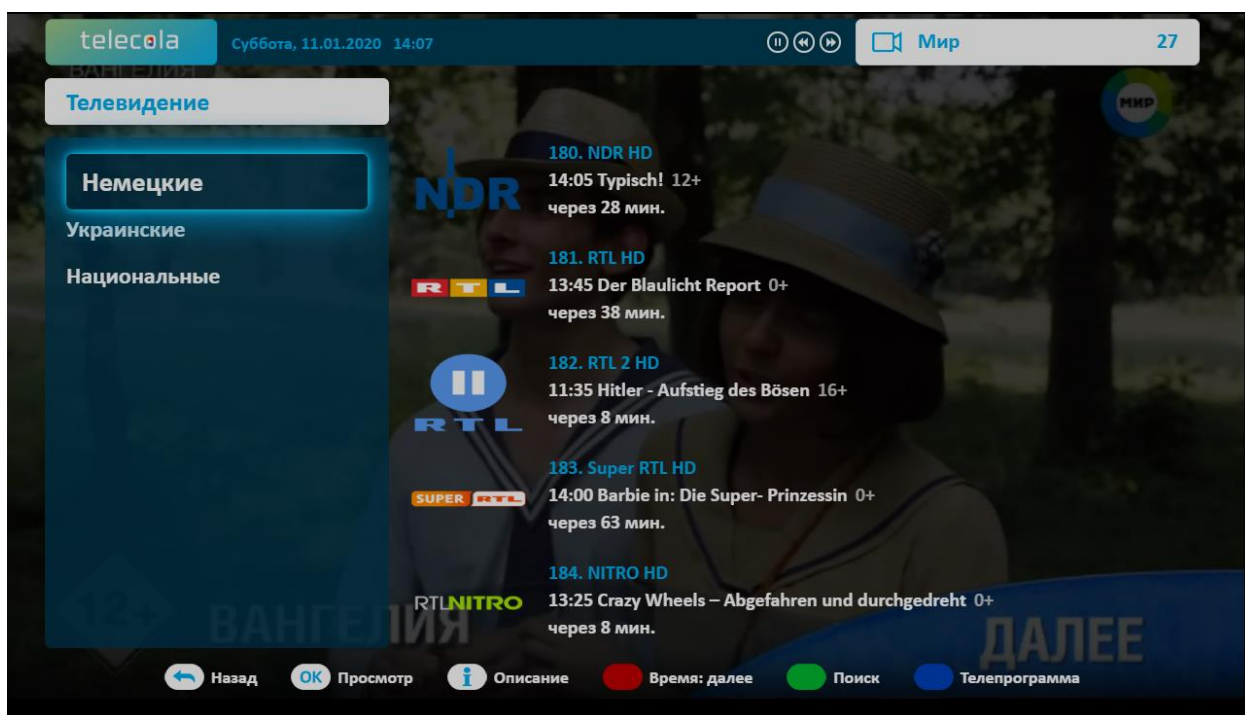 telecola
Суббота, 11.01.2020 14:07
Мир 27
ВАНГЕЛИЯ
МИР
Телевидение
Немецкие
Украинские
Национальные
NDR
180. NDR HD
14:05 Typisch! 12+
через 28 мин.
RTL
181. RTL HD
13:45 Der Blaulicht Report 0+
через 38 мин.
RTL
182. RTL 2 HD
11:35 Hitler - Aufstieg des Bösen 16+
через 8 мин.
SUPER RTL
183. Super RTL HD
14:00 Barbie in: Die Super- Prinzessin 0+
через 63 мин.
RTLNITRO
184. NITRO HD
13:25 Crazy Wheels – Abgefahren und durchgedreht 0+
через 8 мин.
12+
ВАНГЕЛИЯ
ДАЛЕЕ
Назад OK Просмотр i Описание Время: далее Поиск Телепрограмма